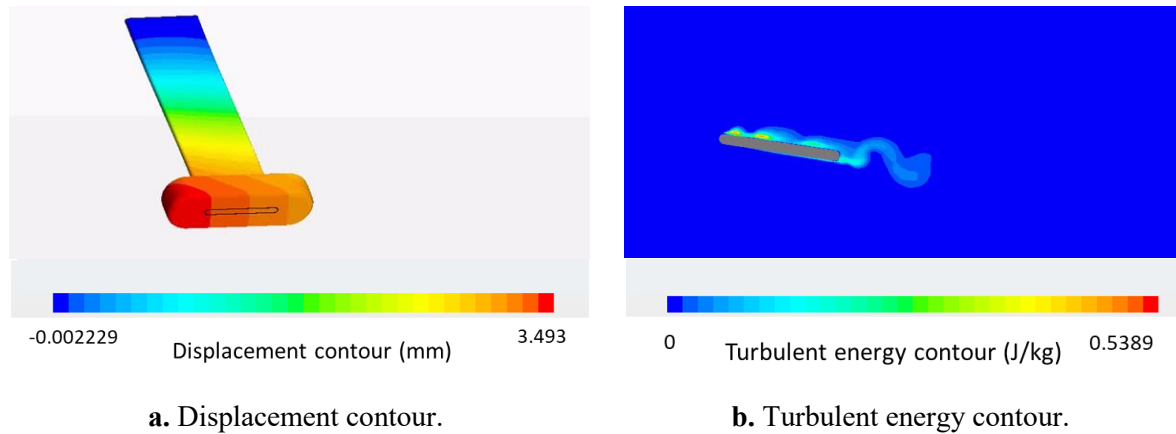 -0.002229
3.493
Displacement contour (mm)
0
0.5389
Turbulent energy contour (J/kg)
a. Displacement contour.
b. Turbulent energy contour.